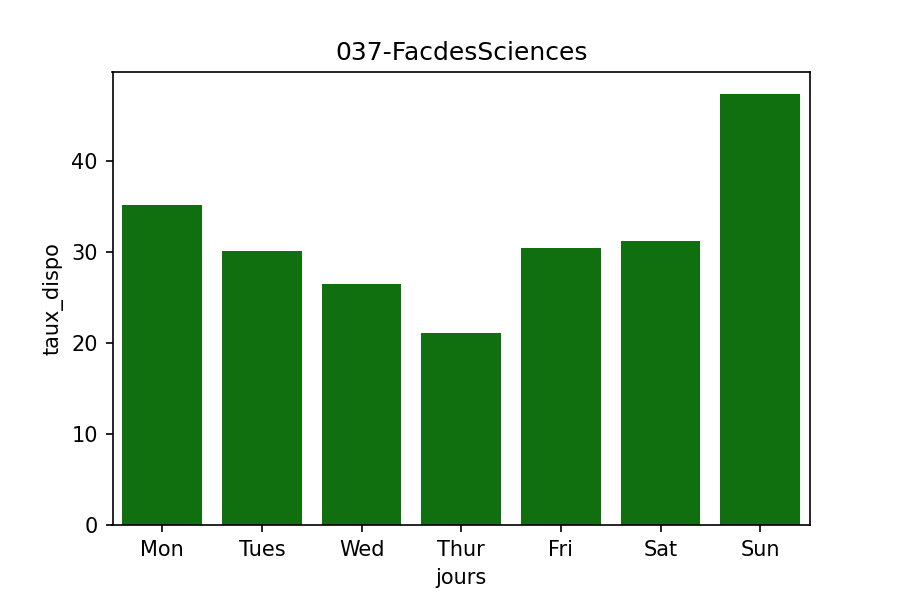 037-FacdesSciences
taux_dispo
40
30
20
10
0
Mon Tues Wed Thur Fri Sat Sun
jours